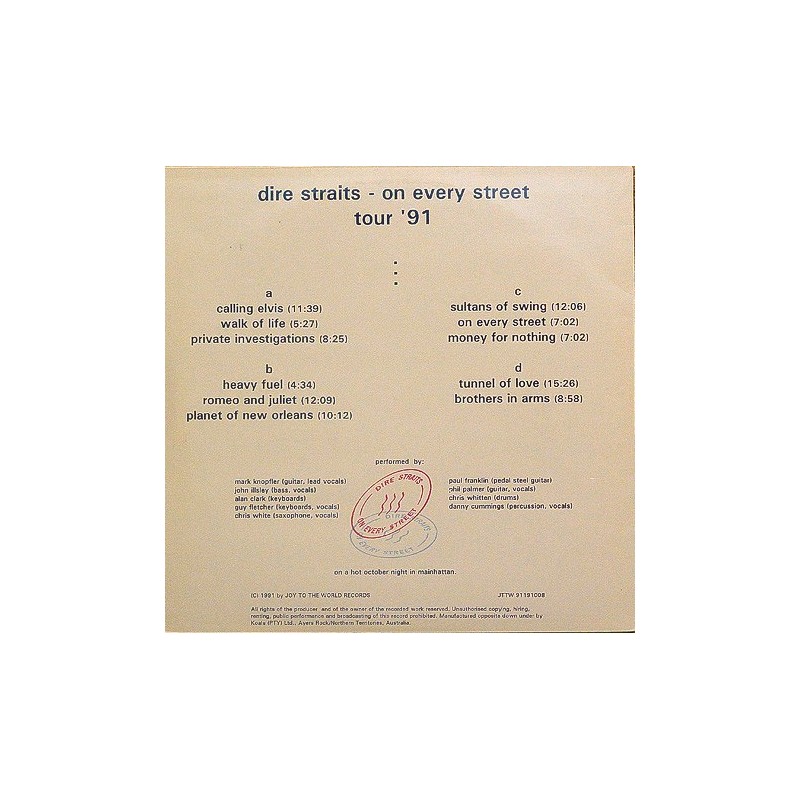 dire straits - on every street
tour '91
a
calling elvis (11:39)
walk of life (5:27)
private investigations (8:25)
b
heavy fuel (4:34)
romeo and juliet (12:09)
planet of new orleans (10:12)
c
sultans of swing (12:06)
on every street (7:02)
money for nothing (7:02)
d
tunnel of love (15:26)
brothers in arms (8:58)
performed by:
mark knopfler (guitar, lead vocals)
john illsley (bass, vocals)
alan clark (keyboards)
guy fletcher (keyboards, vocals)
chris white (saxophone, vocals)
paul franklin (pedal steel guitar)
phil palmer (guitar, vocals)
chris whitten (drums)
danny cummings (percussion, vocals)
DIRE STRAITS
ON EVERY STREET
DIRE STRAITS
EVERY STREET
on a hot october night in mainhattan.
(C) 1991 by JOY TO THE WORLD RECORDS
JTTW 91191008
All rights of the producer, and of the owner of the recorded work reserved. Unauthorised copying, hiring,
renting, public performance and broadcasting of this record prohibited. Manufactured opposite down under by
Koala (PTY) Ltd., Ayers Rock/Northern Territories, Australia.